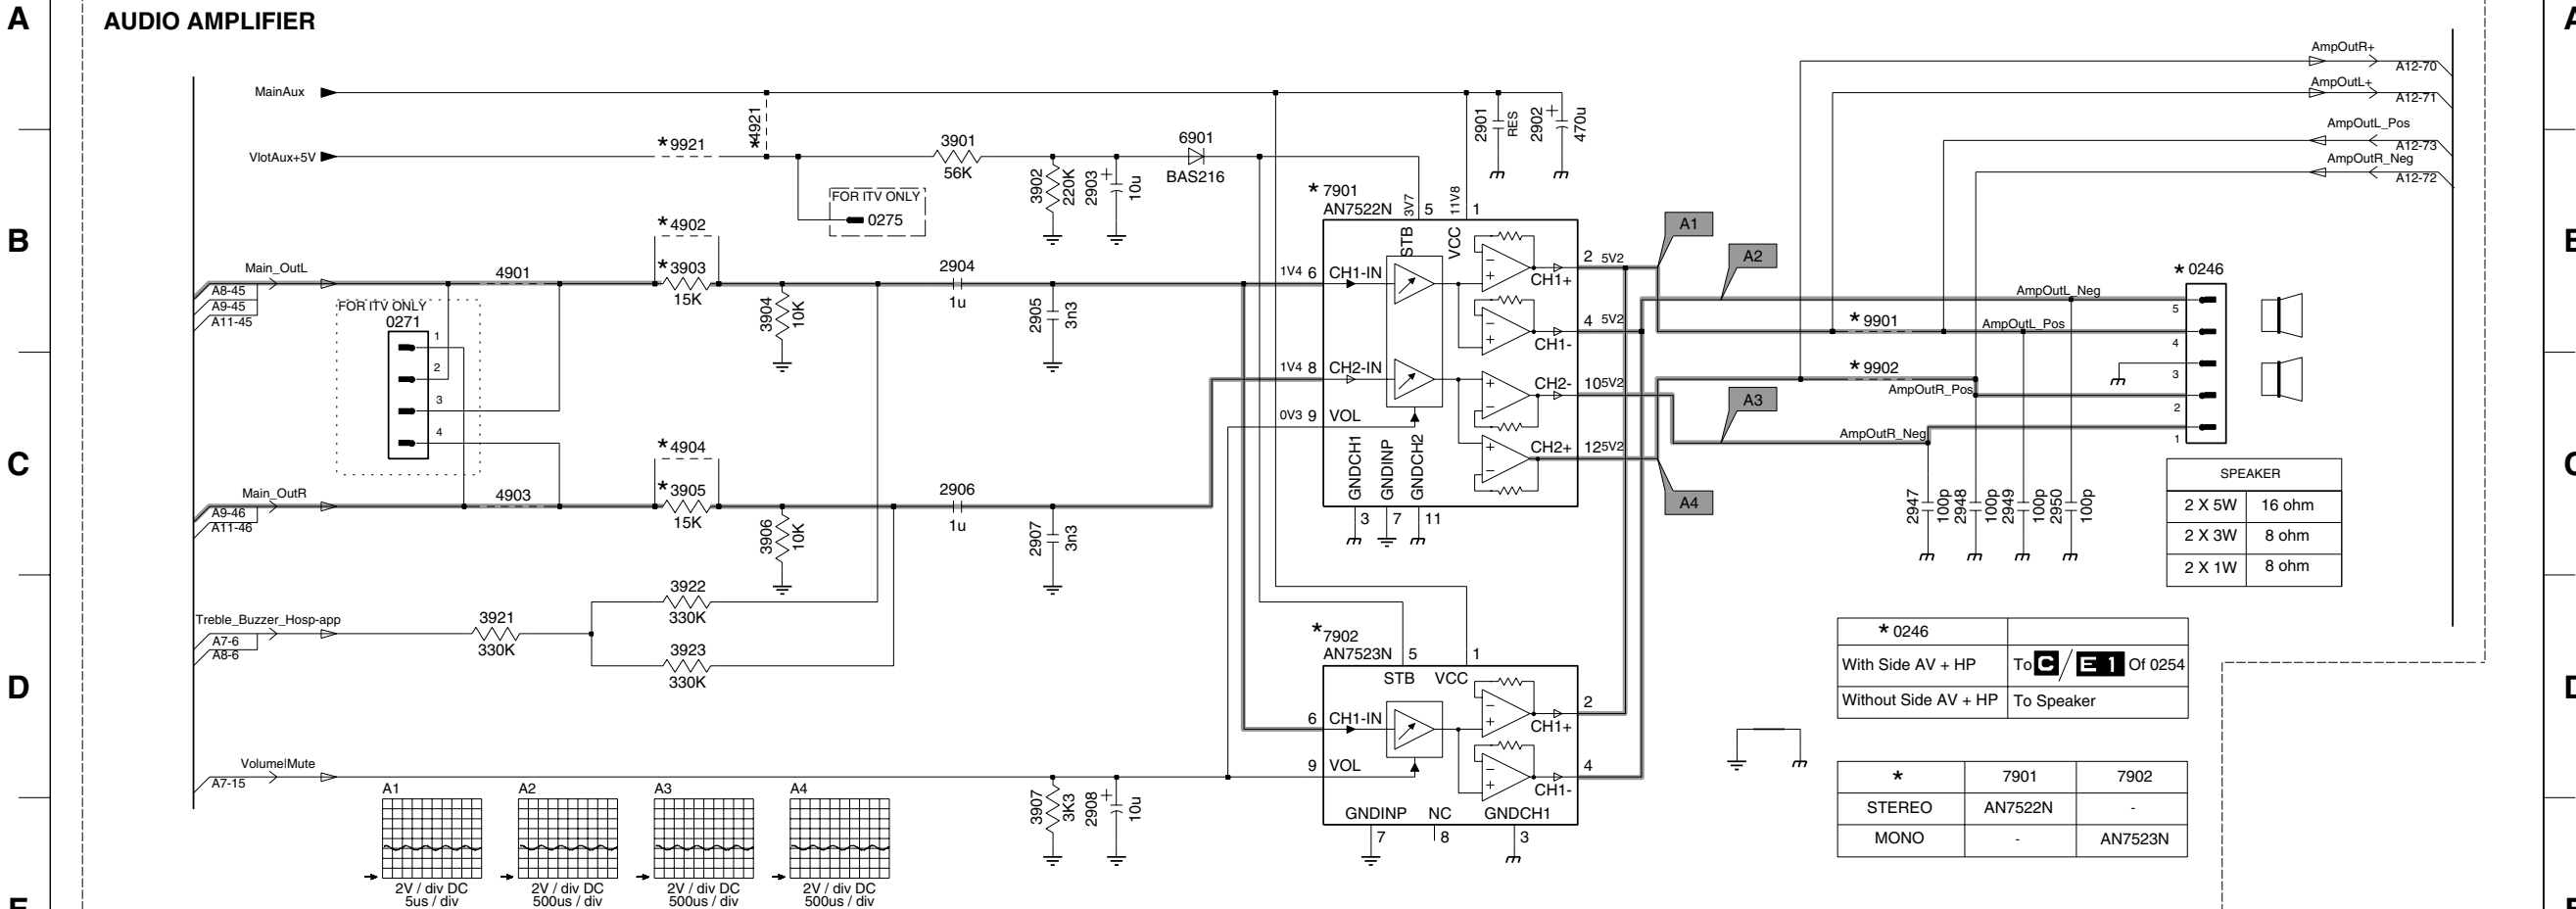 A
AUDIO AMPLIFIER
A
AmpOutR+
A12-70
MainAux
AmpOutL+
A12-71
*4921
2901
RES
2902
470u
AmpOutL_Pos
A12-73
VlotAux+5V
*9921
3901
56K
6901
BAS216
AmpOutR_Neg
A12-72
3902
220K
2903
10u
FOR ITV ONLY
0275
*7901
AN7522N
3V7
5
11V8
1
B
*4902
STB
VCC
A1
A2
*0246
Main_OutL
A8-45
A9-45
A11-45
4901
*3903
15K
2904
1u
1V4 6
CH1-IN
2 5V2
CH1+
AmpOutL_Neg
5
FOR ITV ONLY
0271
1
2
3
4
3904
10K
2905
3n3
4 5V2
CH1-
*9901
AmpOutL_Pos
4
1V4 8
CH2-IN
CH2-
105V2
*9902
AmpOutR_Pos
3
2
0V3 9
VOL
A3
AmpOutR_Neg
1
C
*4904
GNDCH1
GNDINP
GNDCH2
CH2+
125V2
SPEAKER
2 X 5W 16 ohm
2 X 3W 8 ohm
2 X 1W 8 ohm
Main_OutR
A9-46
A11-46
4903
*3905
15K
2906
1u
A4
3 7 11
3906
10K
2907
3n3
2947
100p
2948
100p
2949
100p
2950
100p
3922
330K
Treble_Buzzer_Hosp-app
A7-6
A8-6
3921
330K
3923
330K
*7902
AN7523N
5
1
*0246
With Side AV + HP To C / E 1 Of 0254
Without Side AV + HP To Speaker
D
STB VCC
6
CH1-IN
2
CH1+
Volume|Mute
A7-15
9
VOL
4
CH1-
3907
3K3
2908
10u
GNDINP NC GNDCH1
7 8 3
* 7901 7902
STEREO AN7522N -
MONO - AN7523N
A1 A2 A3 A4
2V / div DC 2V / div DC 2V / div DC 2V / div DC
5us / div 500us / div 500us / div 500us / div